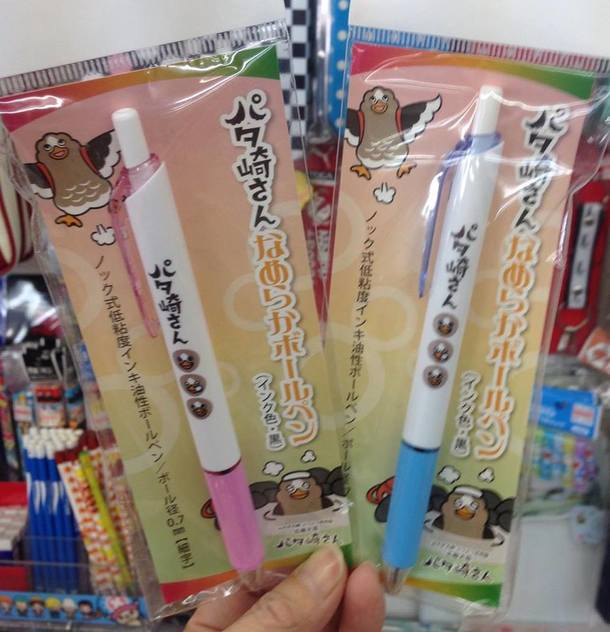 パタ崎さん
なめらかボールペン
(インク色・黒)
ノック式低粘度インキ油性ボールペン/ボール径0.7㎜【細字】
パタ崎さん
パタ崎さん
パタ崎さん
なめらかボールペン
(インク色・黒)
ノック式低粘度インキ油性ボールペン/ボ
パタ崎さん
パタ崎さん